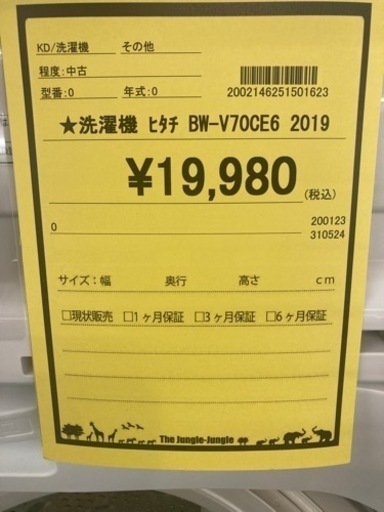 KD/洗濯機 その他
程度:中古
型番:0 年式:0
2002146251501623
★洗濯機 ﾋﾀﾁ BW-V70CE6 2019
¥19,980(税込)
0 200123
310524
サイズ:幅 奥行 高さ cm
□現状販売 □1ヶ月保証 □3ヶ月保証 □6ヶ月保証
The Jungle-Jungle